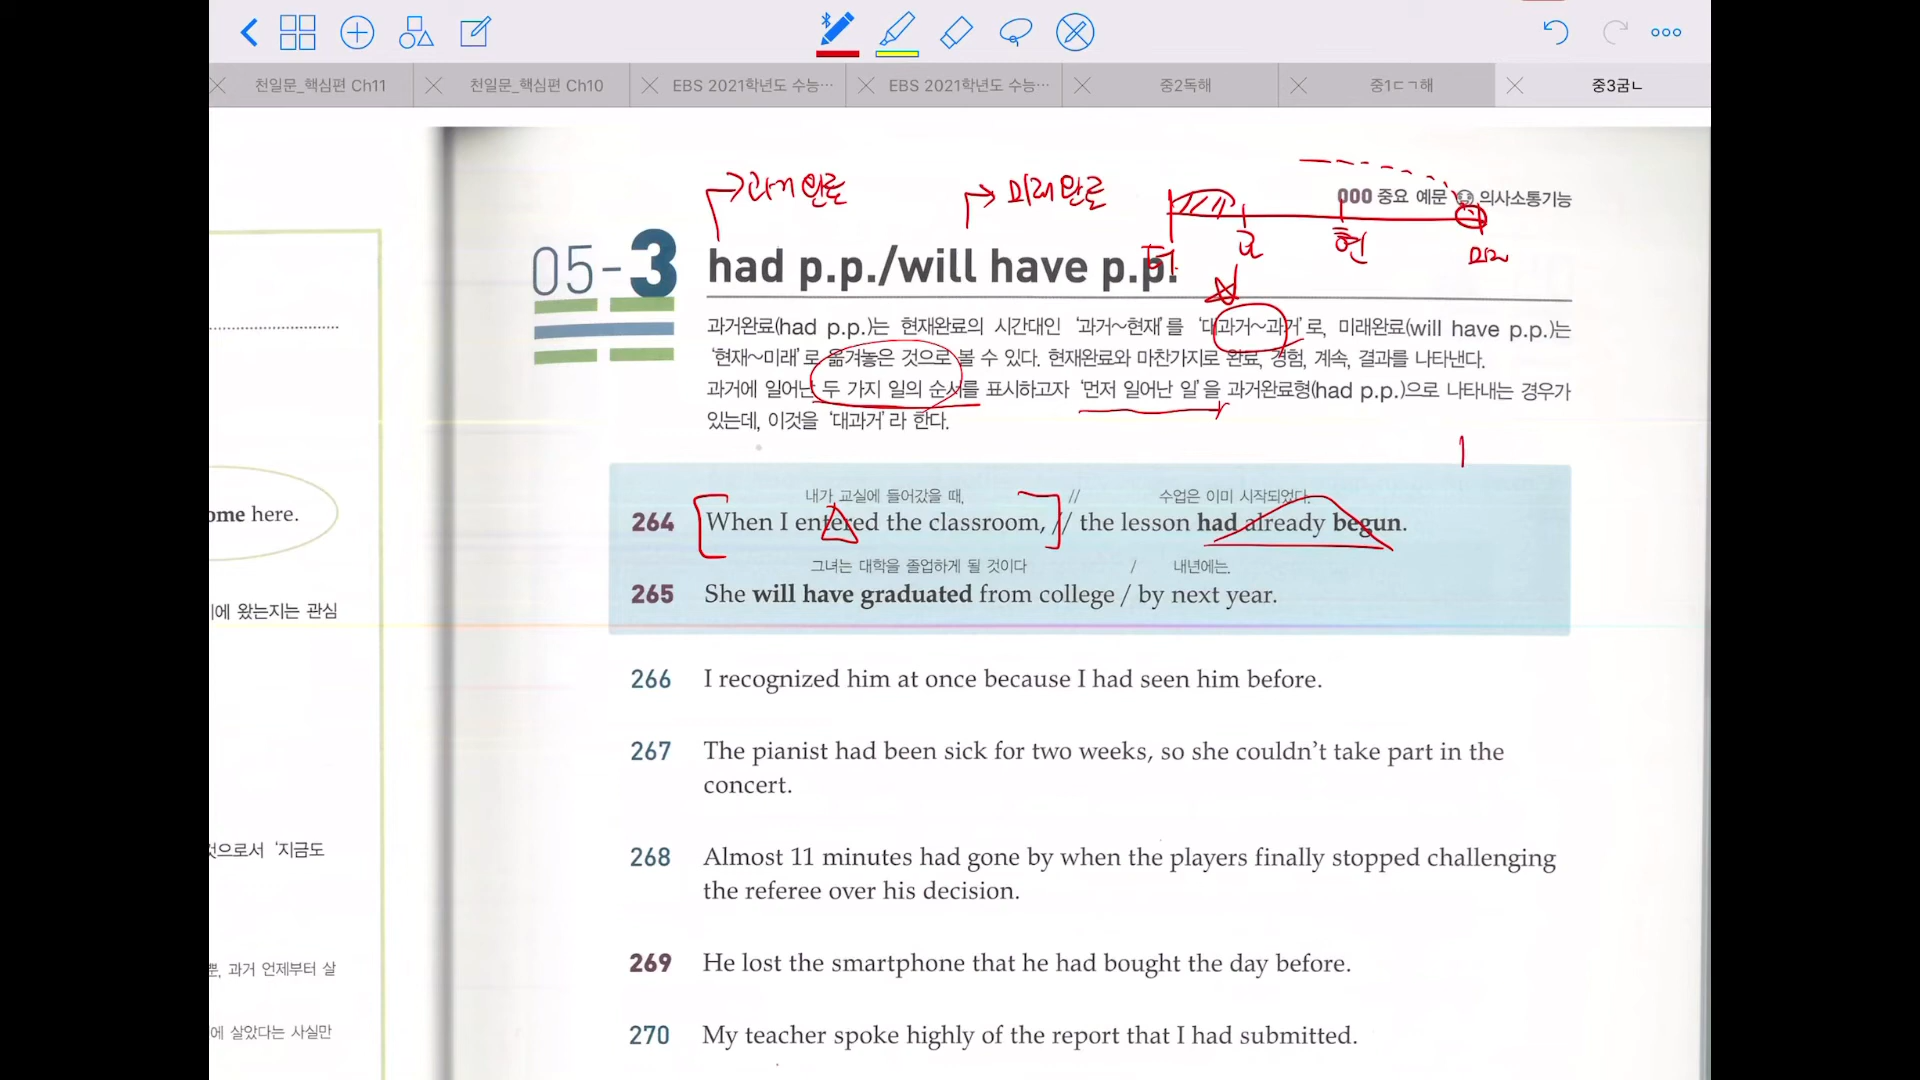 천일문_핵심편 Ch11
천일문_핵심편 Ch10
EBS 2021학년도 수능…
EBS 2021학년도 수능…
중2독해
중1ㄷㄱ해
중3굼ㄴ
과거완료
미래완료
000 중요 예문 의사소통기능
대
과
현
미래
05-3 had p.p./will have p.p.
과거완료(had p.p.)는 현재완료의 시간대인 ‘과거~현재’를 ‘대과거~과거’로, 미래완료(will have p.p.)는
‘현재~미래’로 옮겨놓은 것으로 볼 수 있다. 현재완료와 마찬가지로 완료, 경험, 계속, 결과를 나타낸다.
과거에 일어난 두 가지 일의 순서를 표시하고자 ‘먼저 일어난 일’을 과거완료형(had p.p.)으로 나타내는 경우가
있는데, 이것을 ‘대과거’라 한다.
내가 교실에 들어갔을 때, // 수업은 이미 시작되었다.
264 When I entered the classroom, // the lesson had already begun.
그녀는 대학을 졸업하게 될 것이다 / 내년에는.
265 She will have graduated from college / by next year.
266 I recognized him at once because I had seen him before.
267 The pianist had been sick for two weeks, so she couldn’t take part in the
concert.
268 Almost 11 minutes had gone by when the players finally stopped challenging
the referee over his decision.
269 He lost the smartphone that he had bought the day before.
270 My teacher spoke highly of the report that I had submitted.
ome here.
에 왔는지는 관심
것으로서 ‘지금도
뿐, 과거 언제부터 살
에 살았다는 사실만